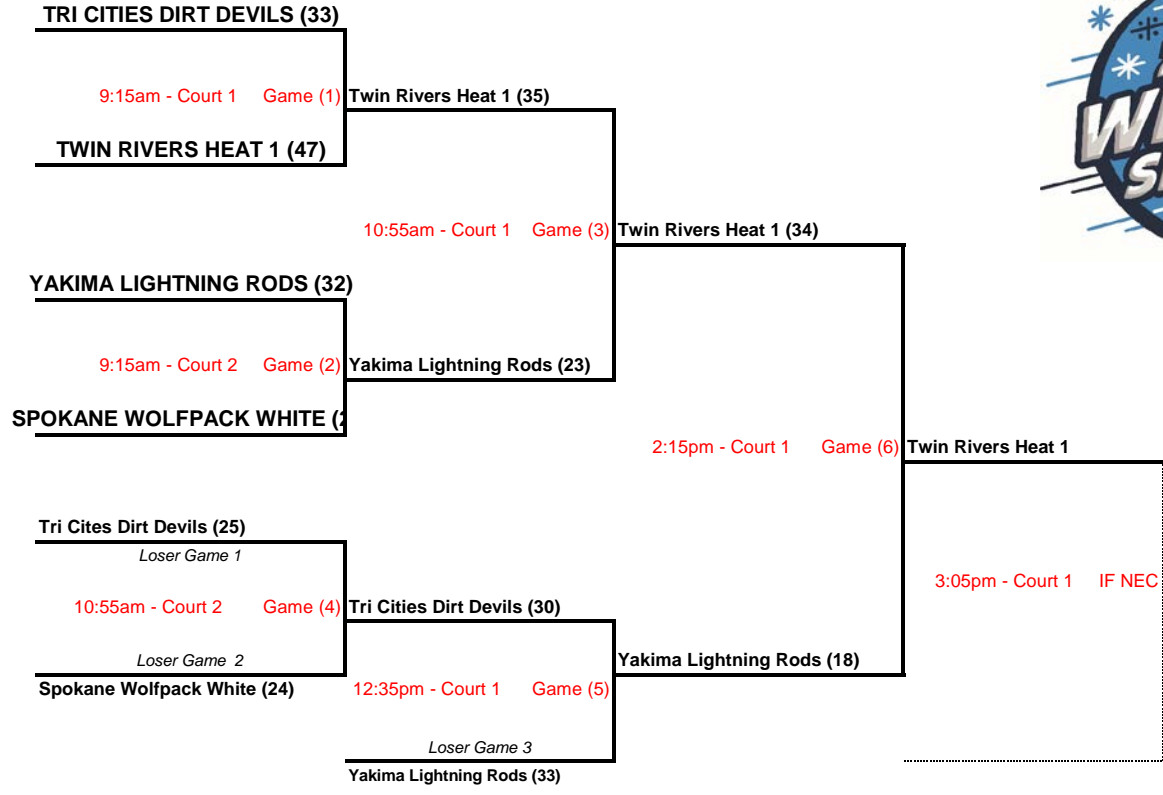 TRI CITIES DIRT DEVILS (33)
9:15am - Court 1 Game (1) Twin Rivers Heat 1 (35)
TWIN RIVERS HEAT 1 (47)
10:55am - Court 1 Game (3) Twin Rivers Heat 1 (34)
YAKIMA LIGHTNING RODS (32)
9:15am - Court 2 Game (2) Yakima Lightning Rods (23)
SPOKANE WOLFPACK WHITE
2:15pm - Court 1 Game (6) Twin Rivers Heat 1
Tri Cites Dirt Devils (25)
Loser Game 1
3:05pm - Court 1 IF NEC
10:55am - Court 2 Game (4) Tri Cities Dirt Devils (30)
Loser Game 2
Yakima Lightning Rods (18)
Spokane Wolfpack White (24)
12:35pm - Court 1 Game (5)
Loser Game 3
Yakima Lightning Rods (33)